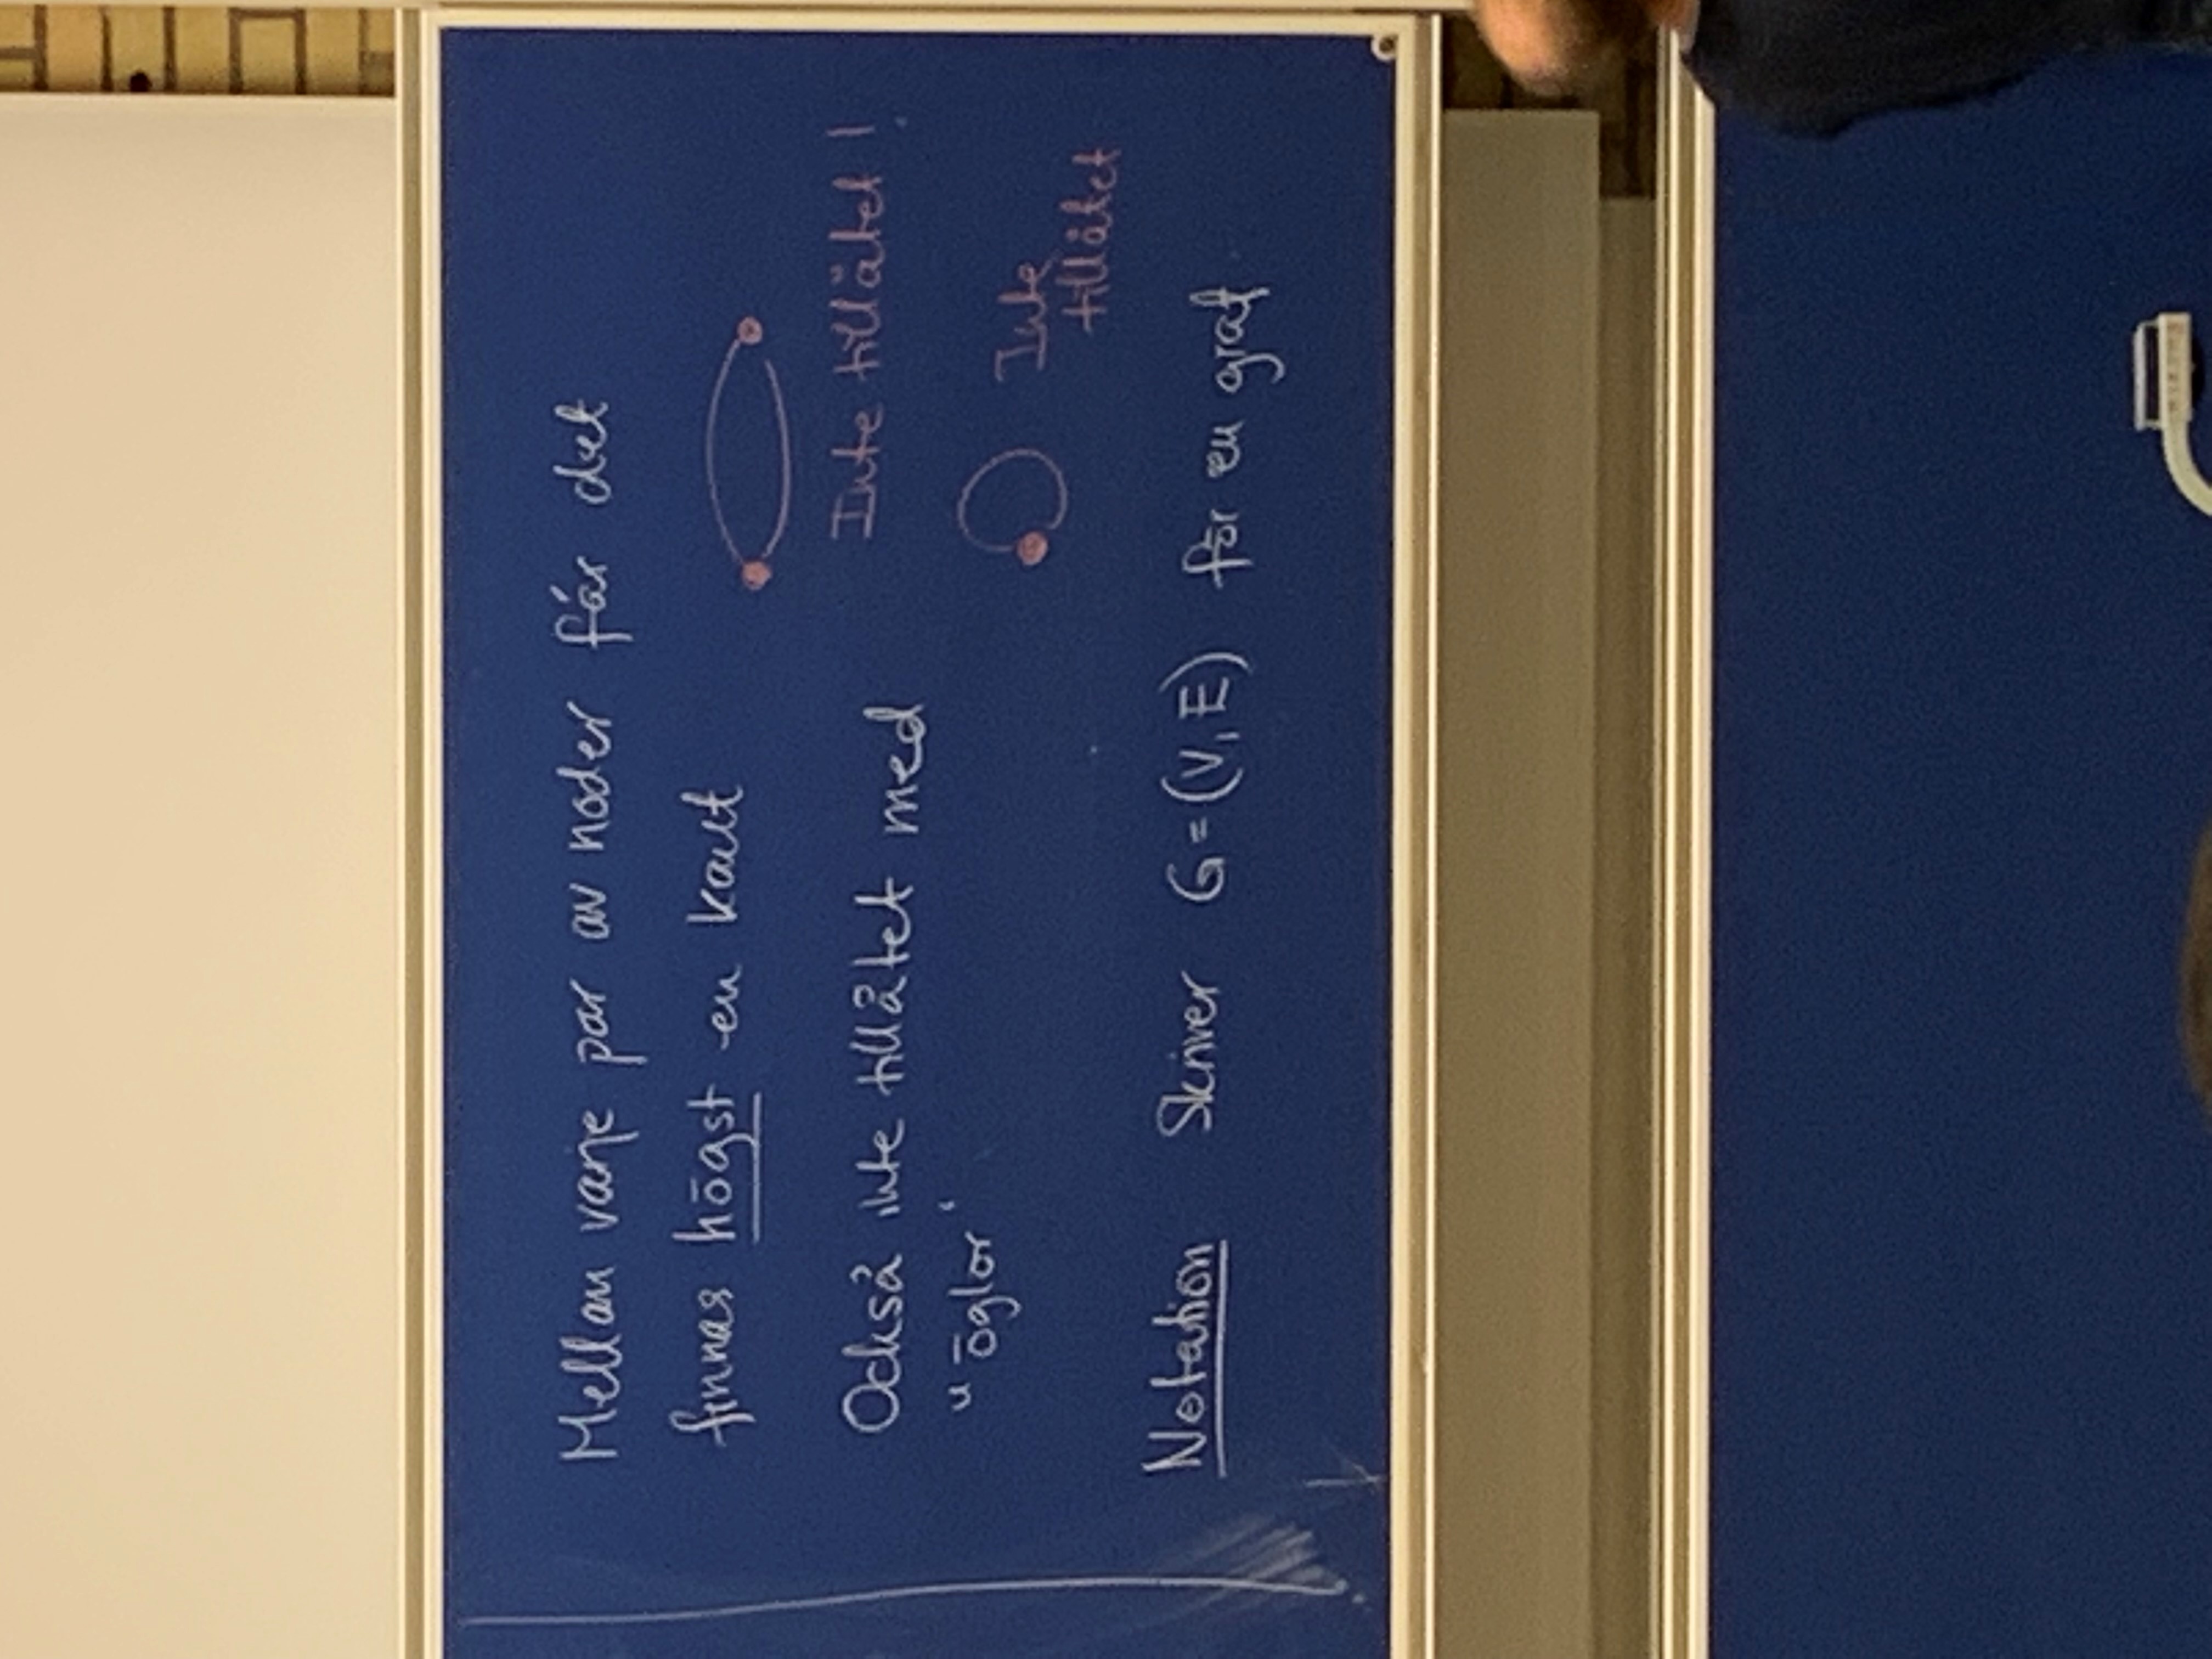 Mellan varje par av noder får det
finnas högst en kant
Inte tillåtet!
Också inte tillåtet med
"öglor"
Inte
tillåtet
Notation Skriver G=(V,E) för en graf.